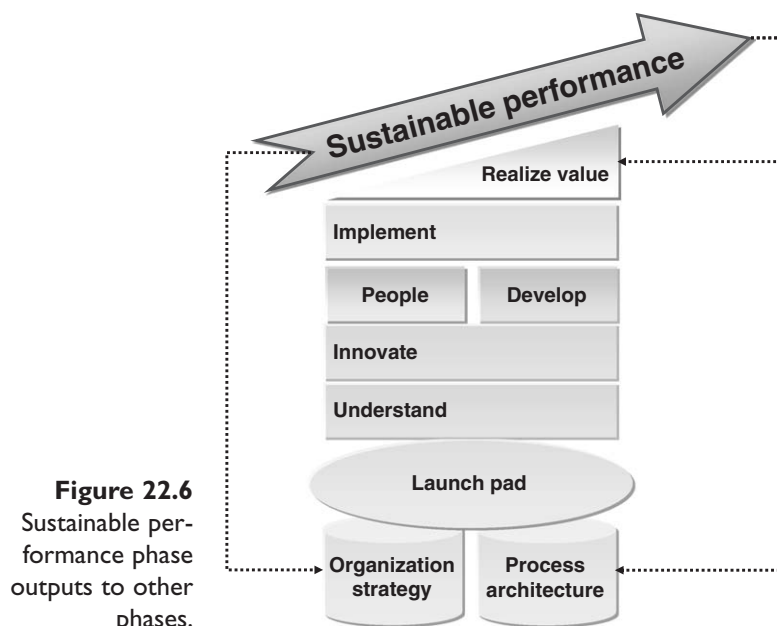 Sustainable performance
Realize value
Implement
People
Develop
Innovate
Understand
Launch pad
Organization
strategy
Process
architecture
Figure 22.6
Sustainable per-
formance phase
outputs to other
phases.